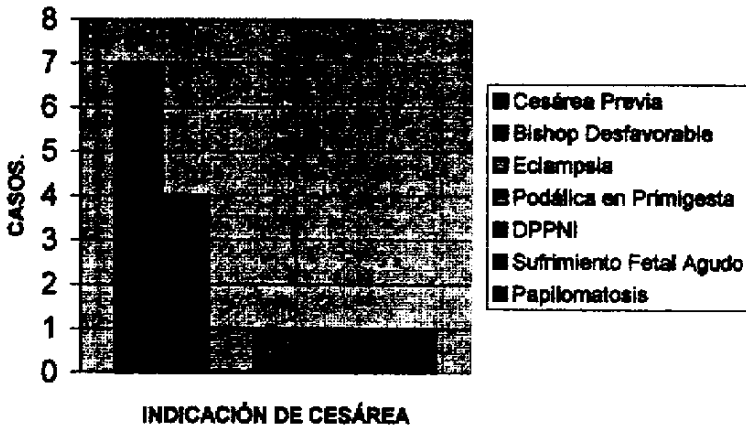 8
7
6
5
4
3
2
1
0
CASOS.
INDICACIÓN DE CESÁREA
Cesárea Previa
Bishop Desfavorable
Eclampsia
Podálica en Primigesta
DPPNI
Sufrimiento Fetal Agudo
Papilomatosis